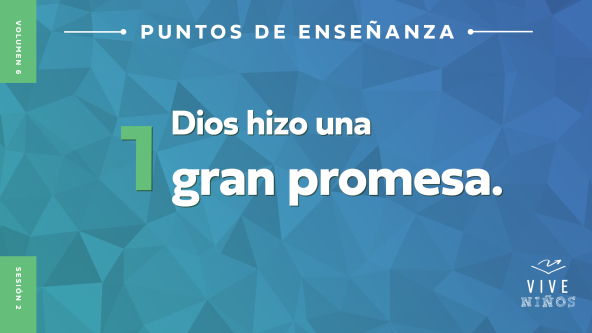 VOLUMEN 6
PUNTOS DE ENSEÑANZA
1
Dios hizo una
gran promesa.
SESIÓN 2
VIVE
NIÑOS